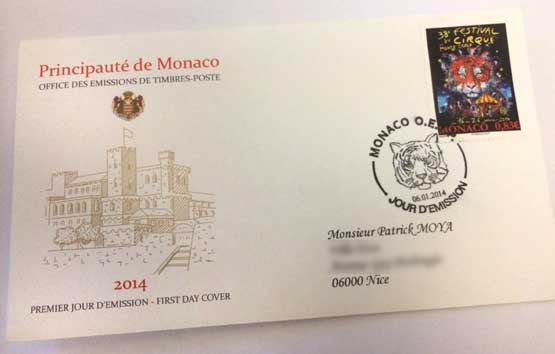 Principauté de Monaco
OFFICE DES EMISSIONS DE TIMBRES-POSTE
38e FESTIVAL
CIRQUE
MONACO 0,83€
MONACO O.E.
06.01.2014
JOUR D'EMISSION
Monsieur Patrick MOYA
06000 Nice
2014
PREMIER JOUR D'EMISSION - FIRST DAY COVER